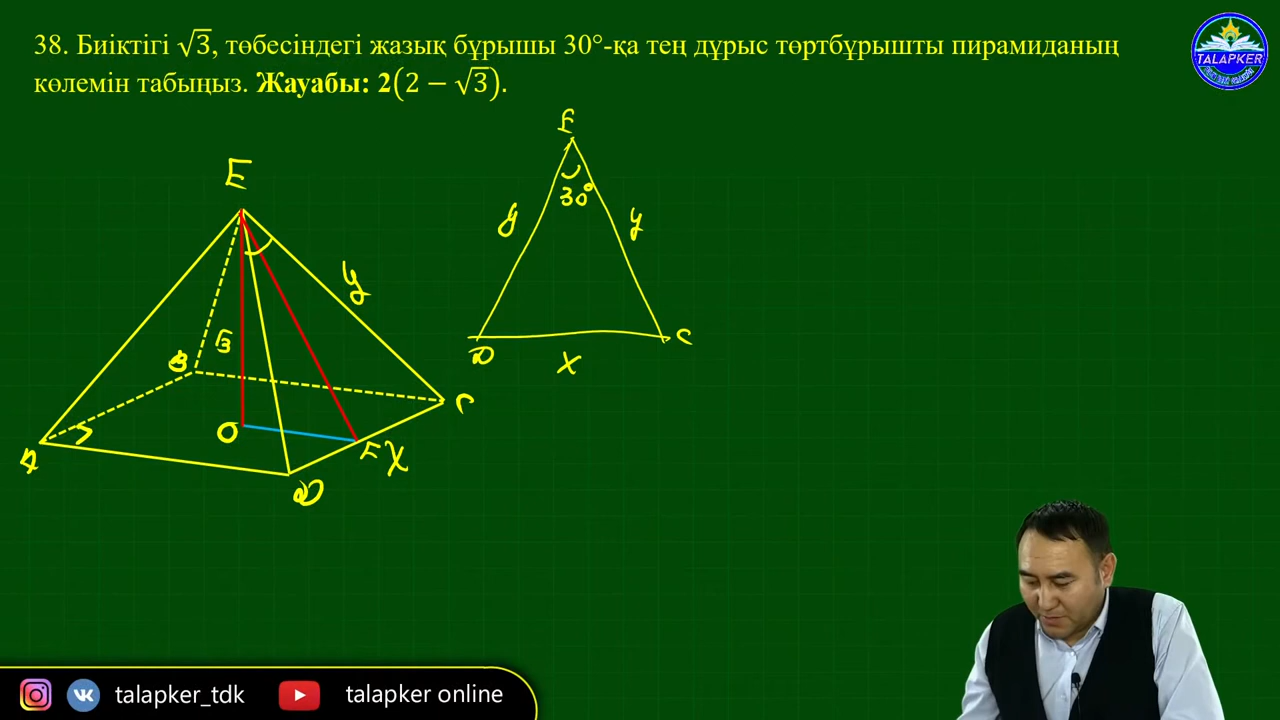 38. Биіктігі √3, төбесіндегі жазық бұрышы 30°-қа тең дұрыс төртбұрышты пирамиданың
көлемін табыңыз. Жауабы: 2(2 − √3).
TALAPKER
E
y
√3
B
O
C
A
F x
D
E
30°
y
y
D
C
x
talapker_tdk
talapker online